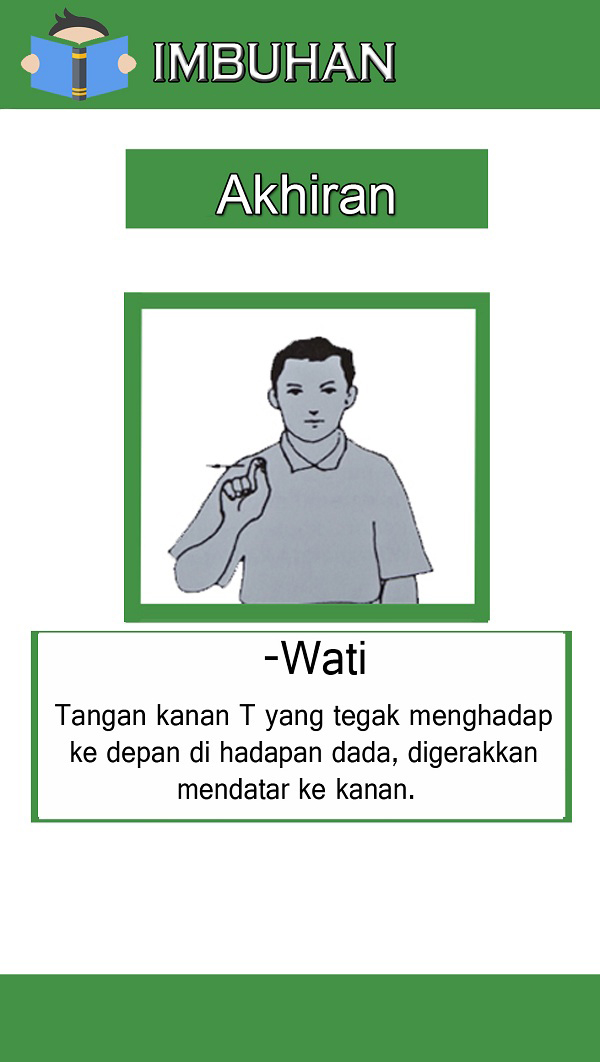 IMBUHAN
Akhiran
-Wati
Tangan kanan T yang tegak menghadap
ke depan di hadapan dada, digerakkan
mendatar ke kanan.